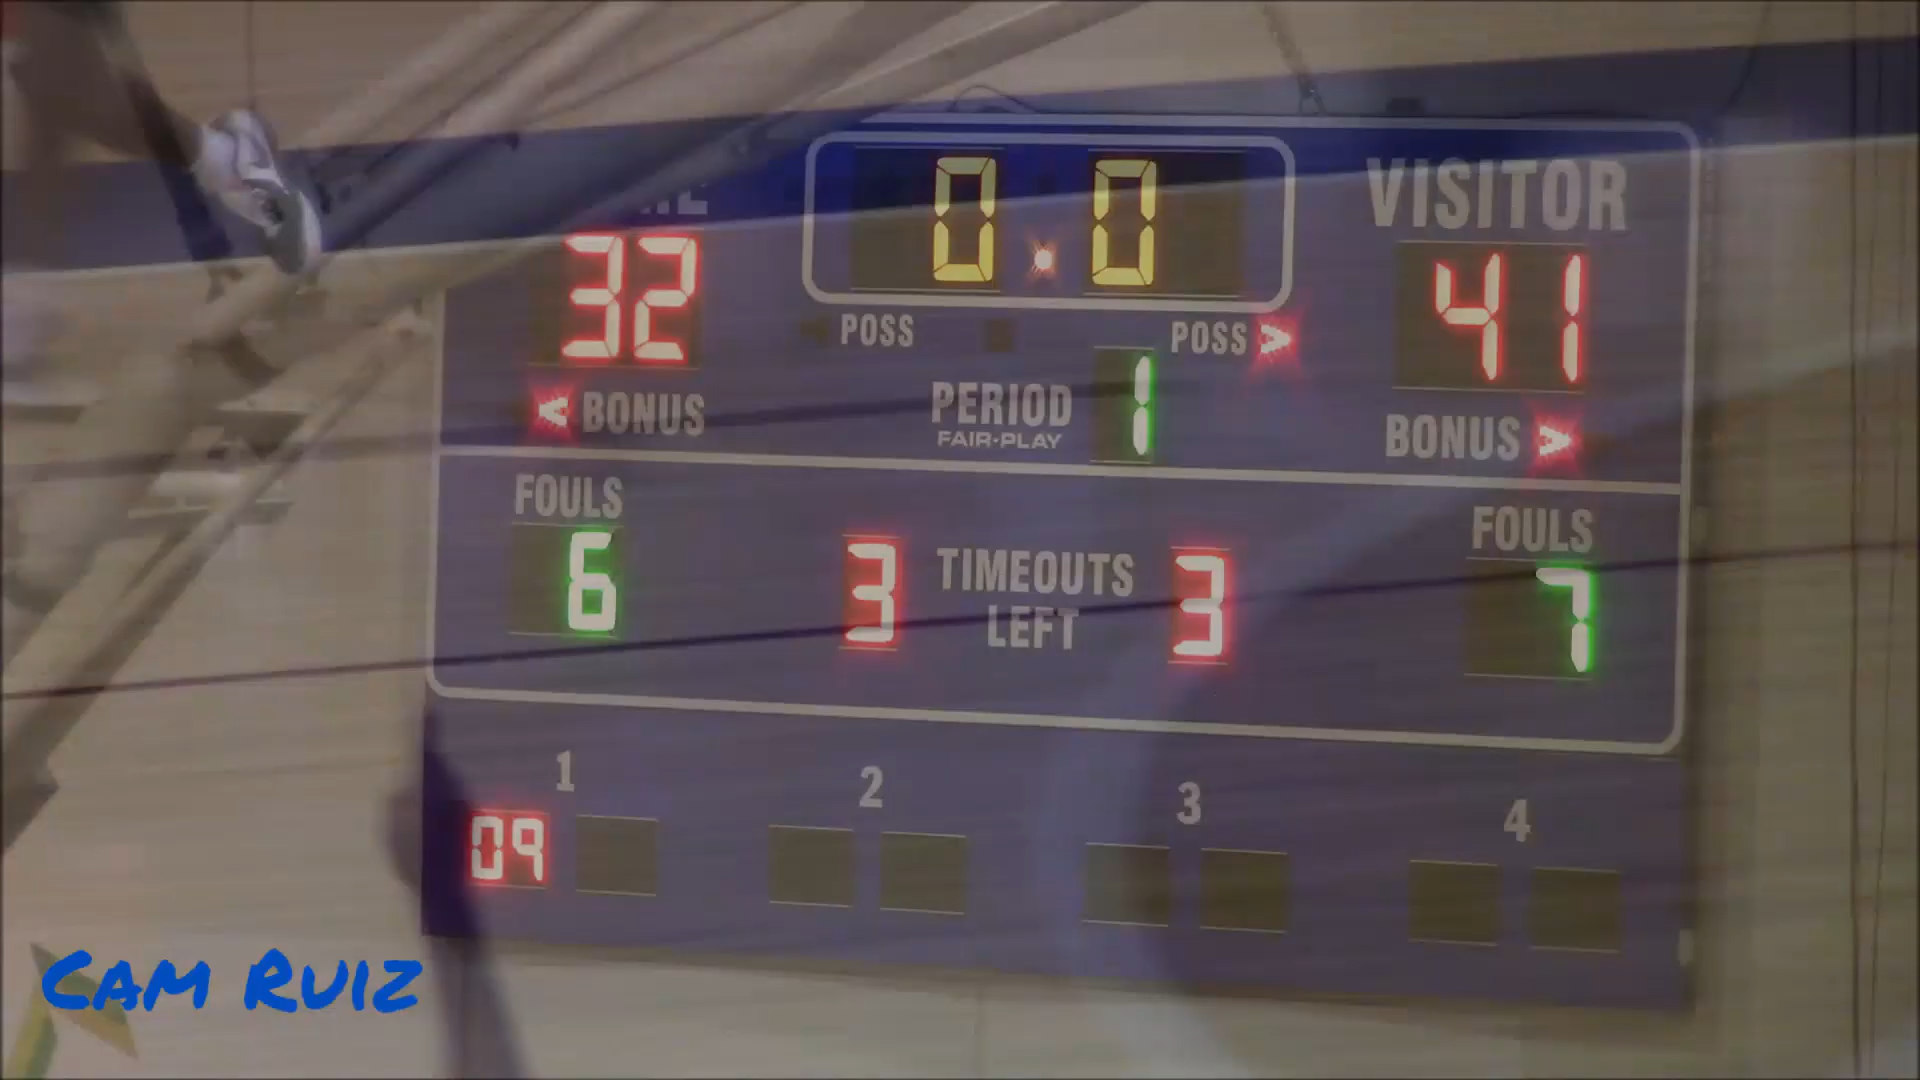 0.0
VISITOR
32
41
POSS
POSS >
< BONUS
PERIOD 1
FAIR-PLAY
BONUS >
FOULS
FOULS
6
3
TIMEOUTS
LEFT
3
7
1
2
3
4
09
CAM RUIZ